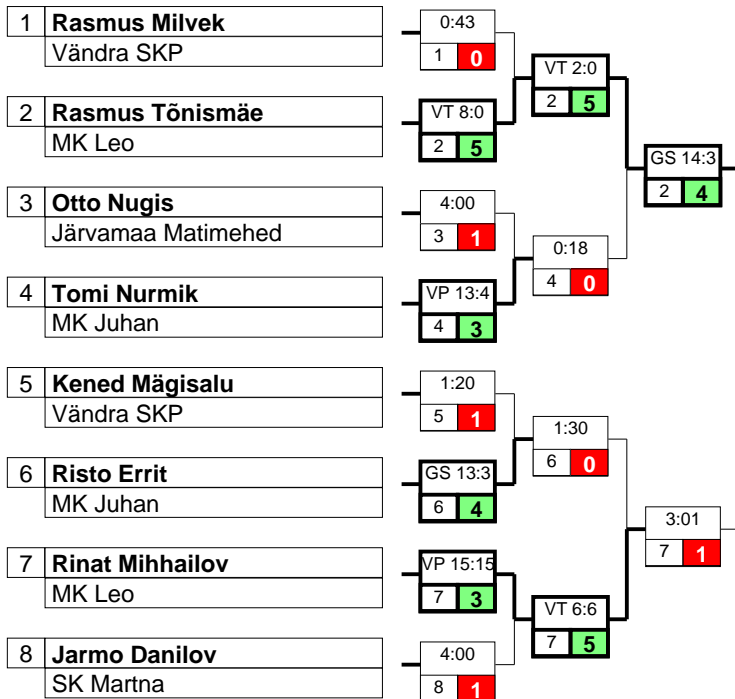 1 Rasmus Milvek
Vändra SKP
2 Rasmus Tõnismäe
MK Leo
3 Otto Nugis
Järvamaa Matimehed
4 Tomi Nurmik
MK Juhan
5 Kened Mägisalu
Vändra SKP
6 Risto Errit
MK Juhan
7 Rinat Mihhailov
MK Leo
8 Jarmo Danilov
SK Martna
0:43
1 0
VT 8:0
2 5
4:00
3 1
VP 13:4
4 3
1:20
5 1
GS 13:3
6 4
VP 15:15
7 3
4:00
8 1
VT 2:0
2 5
0:18
4 0
1:30
6 0
VT 6:6
7 5
GS 14:3
2 4
3:01
7 1